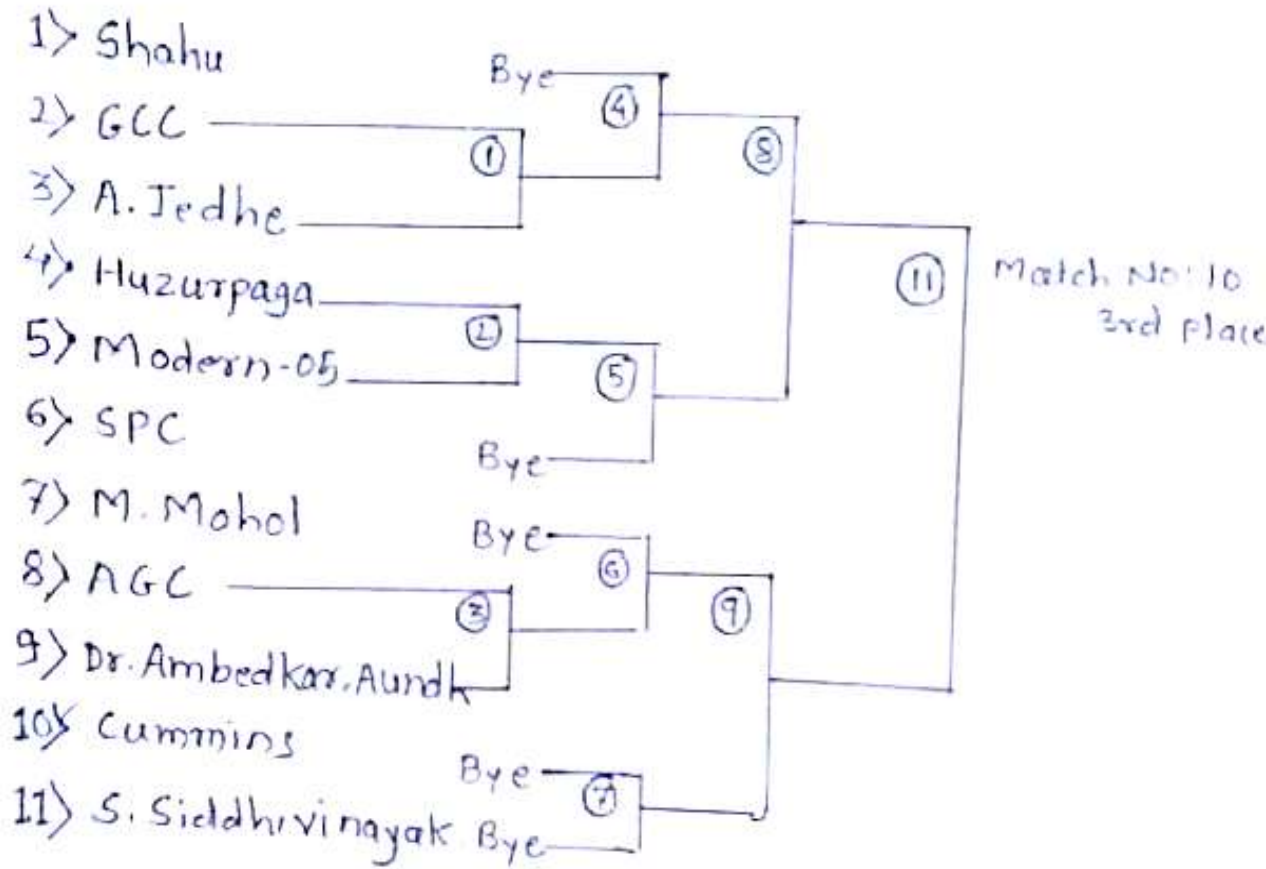 1> Shahu
Bye
4
2> GCC
1
8
3> A. Jedhe
4> Huzurpaga
2
11
Match No: 10
3rd place
5> Modern-05
5
6> SPC
Bye
7> M. Mohol
Bye
8> AGC
6
3
9
9> Dr. Ambedkar. Aundh
10> Cummins
Bye
7
11> S. Siddhivinayak Bye